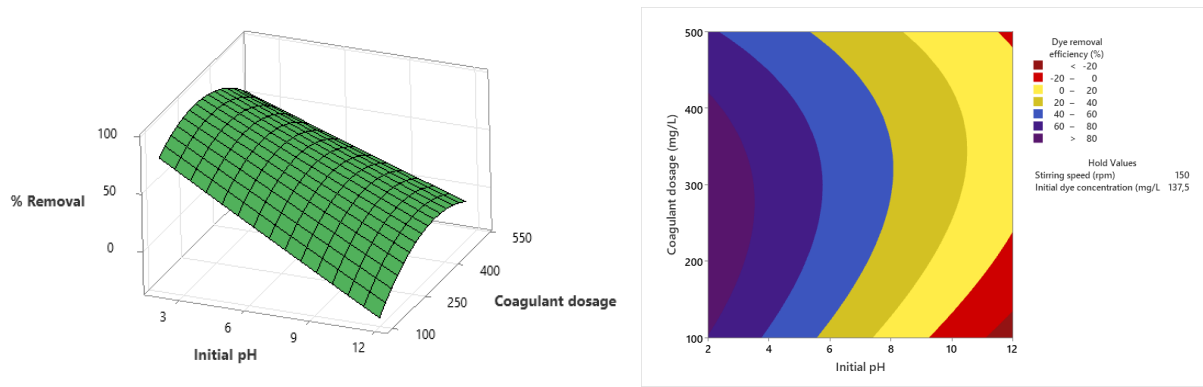 100
50
0
% Removal
3
6
9
12
Initial pH
100
250
400
550
Coagulant dosage
500
400
300
200
100
Coagulant dosage (mg/L)
2
4
6
8
10
12
Initial pH
Dye removal
efficiency (%)
< -20
-20 – 0
0 – 20
20 – 40
40 – 60
60 – 80
> 80
Hold Values
Stirring speed (rpm) 150
Initial dye concentration (mg/L 137,5